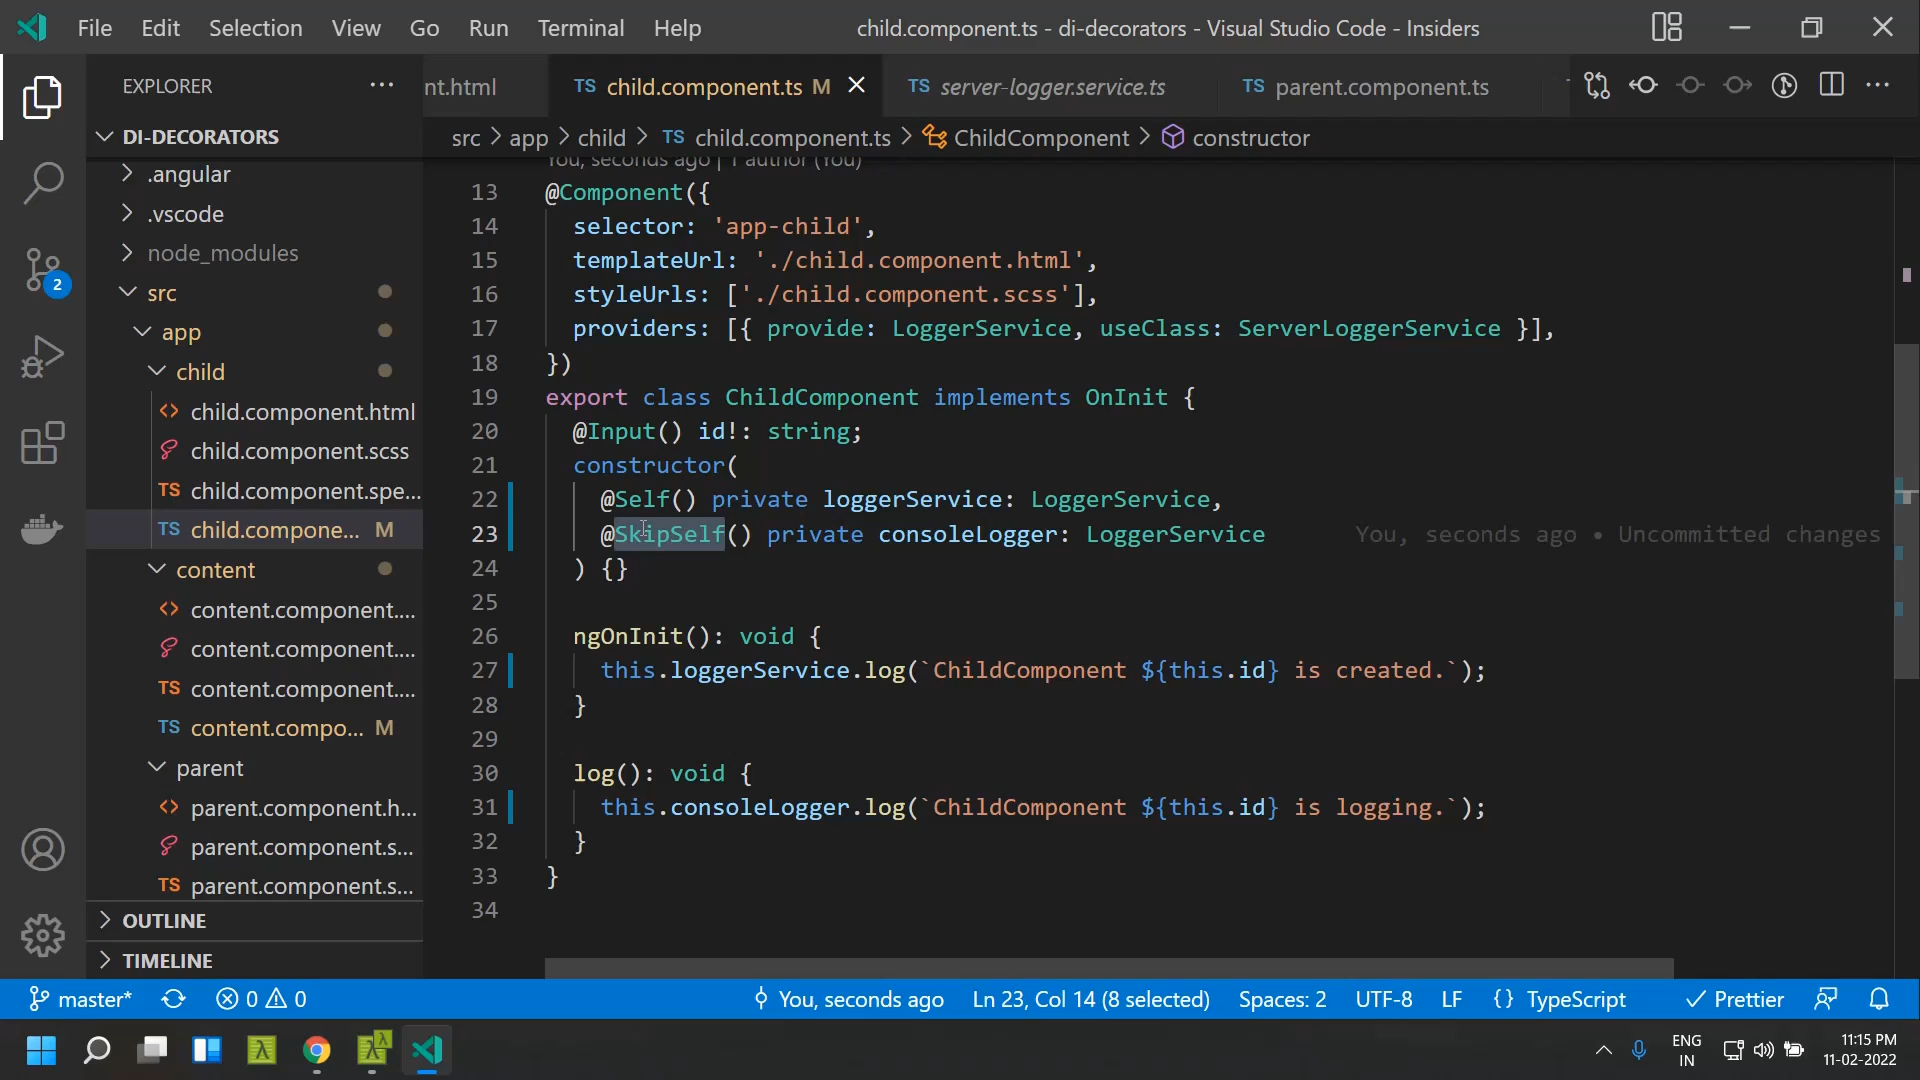 File Edit Selection View Go Run Terminal Help
child.component.ts - di-decorators - Visual Studio Code - Insiders
EXPLORER
nt.html
TS child.component.ts M
TS server-logger.service.ts
TS parent.component.ts
DI-DECORATORS
src > app > child > TS child.component.ts > ChildComponent > constructor
.angular
.vscode
node_modules
src
app
child
child.component.html
child.component.scss
TS child.component.spe...
TS child.compone... M
content
content.component....
content.component....
TS content.component....
TS content.compo... M
parent
parent.component.h...
parent.component.s...
TS parent.component.s...
OUTLINE
TIMELINE
2
You, seconds ago | 1 author (You)
13 @Component({
14 selector: 'app-child',
15 templateUrl: './child.component.html',
16 styleUrls: ['./child.component.scss'],
17 providers: [{ provide: LoggerService, useClass: ServerLoggerService }],
18 })
19 export class ChildComponent implements OnInit {
20 @Input() id!: string;
21 constructor(
22 @Self() private loggerService: LoggerService,
23 @SkipSelf() private consoleLogger: LoggerService You, seconds ago • Uncommitted changes
24 ) {}
25
26 ngOnInit(): void {
27 this.loggerService.log(`ChildComponent ${this.id} is created.`);
28 }
29
30 log(): void {
31 this.consoleLogger.log(`ChildComponent ${this.id} is logging.`);
32 }
33 }
34
master* 0 0 You, seconds ago Ln 23, Col 14 (8 selected) Spaces: 2 UTF-8 LF {} TypeScript Prettier
ENG
IN
11:15 PM
11-02-2022